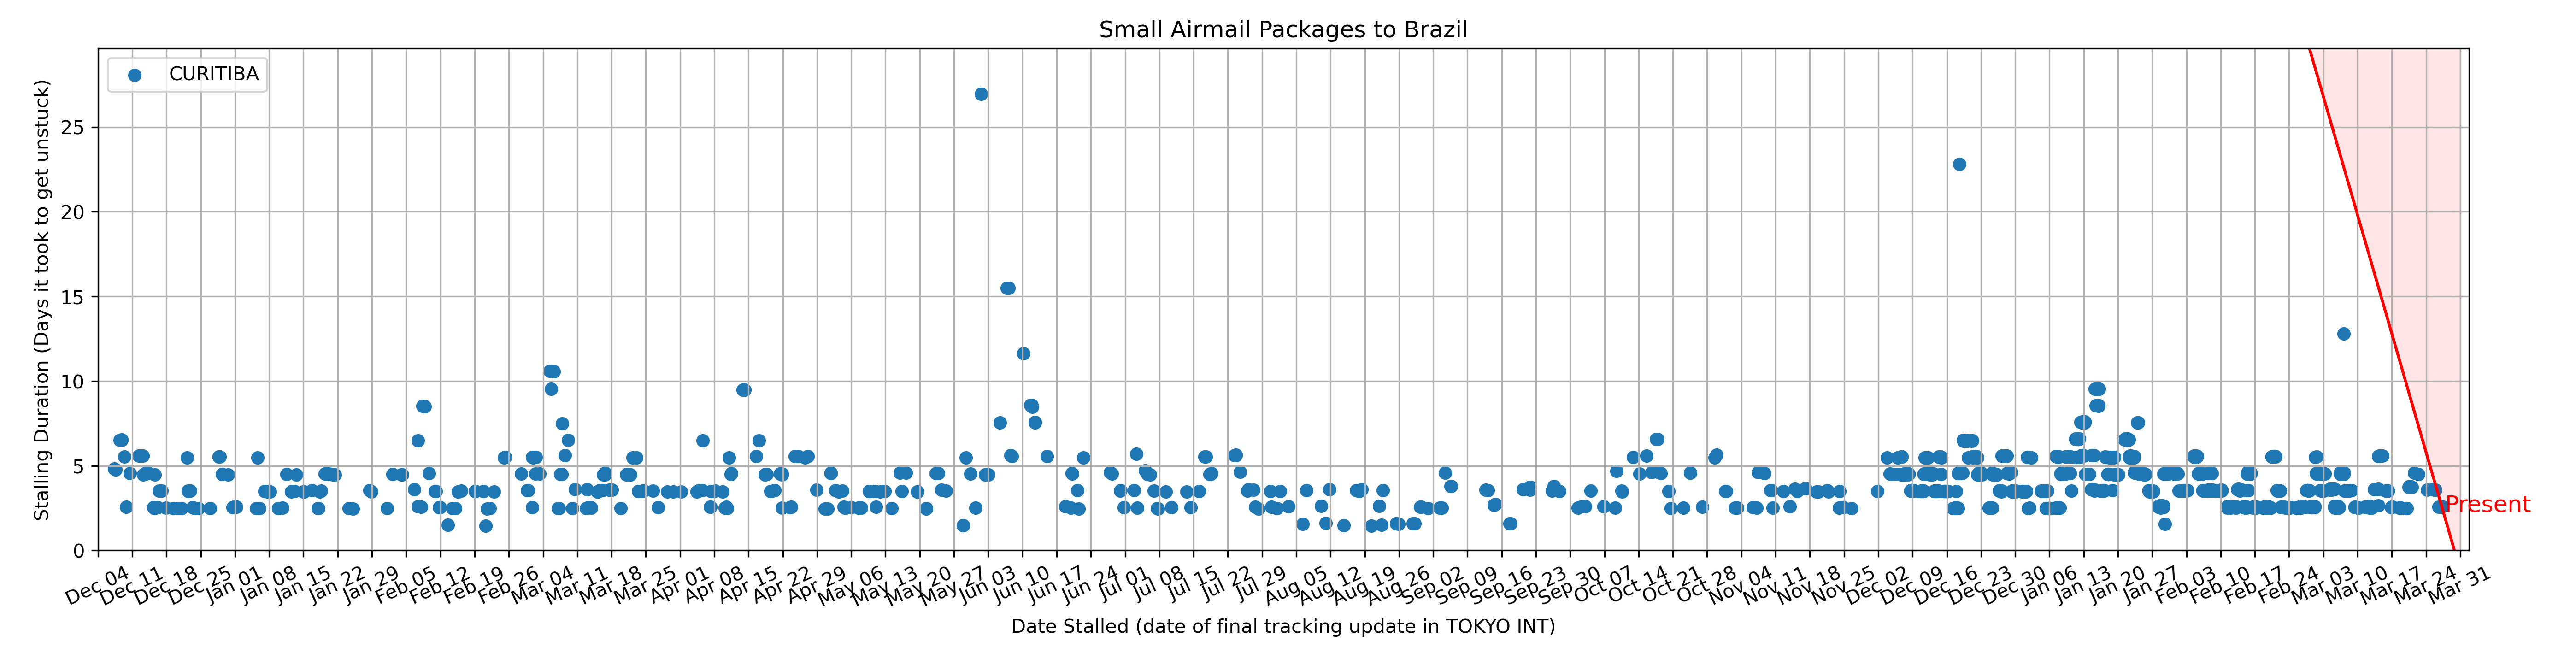 Small Airmail Packages to Brazil
CURITIBA
Stalling Duration (Days it took to get unstuck)
25
20
15
10
5
0
Present
Dec 04 Dec 11 Dec 18 Dec 25 Jan 01 Jan 08 Jan 15 Jan 22 Jan 29 Feb 05 Feb 12 Feb 19 Feb 26 Mar 04 Mar 11 Mar 18 Mar 25 Apr 01 Apr 08 Apr 15 Apr 22 Apr 29 May 06 May 13 May 20 May 27 Jun 03 Jun 10 Jun 17 Jun 24 Jul 01 Jul 08 Jul 15 Jul 22 Jul 29 Aug 05 Aug 12 Aug 19 Aug 26 Sep 02 Sep 09 Sep 16 Sep 23 Sep 30 Oct 07 Oct 14 Oct 21 Oct 28 Nov 04 Nov 11 Nov 18 Nov 25 Dec 02 Dec 09 Dec 16 Dec 23 Dec 30 Jan 06 Jan 13 Jan 20 Jan 27 Feb 03 Feb 10 Feb 17 Feb 24 Mar 03 Mar 10 Mar 17 Mar 24 Mar 31
Date Stalled (date of final tracking update in TOKYO INT)